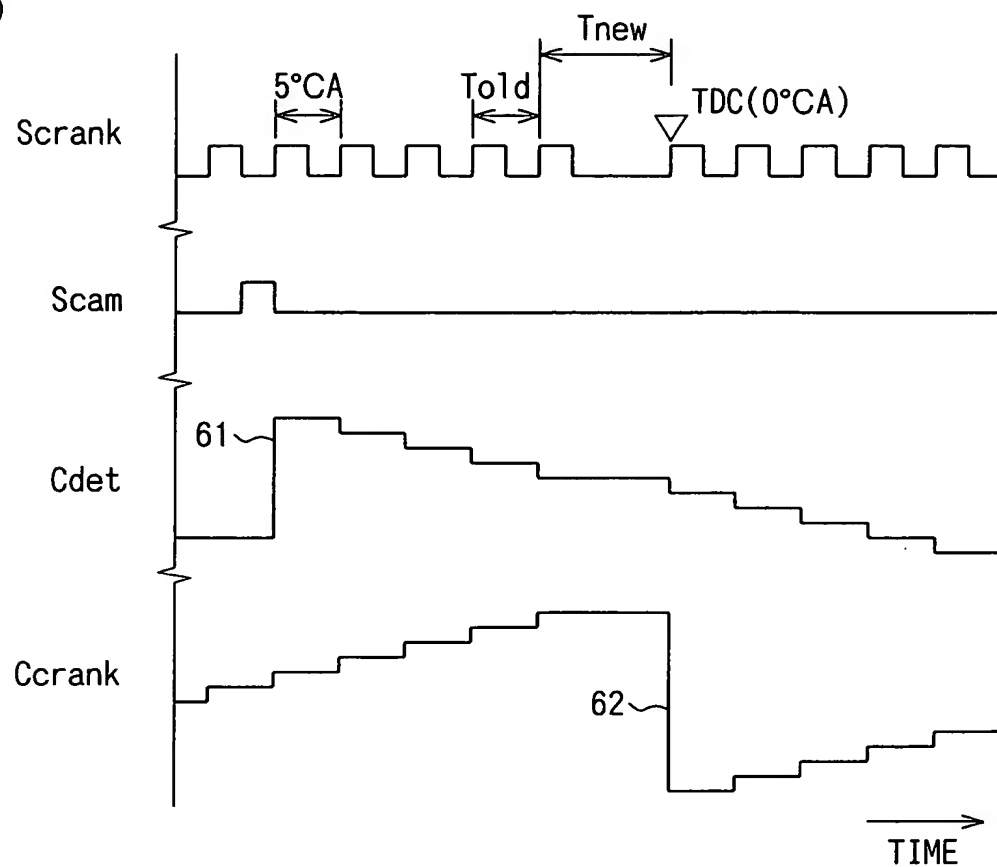 )
Tnew
5°CA
Told
TDC(0°CA)
Scrank
Scam
61
Cdet
Ccrank
62
TIME